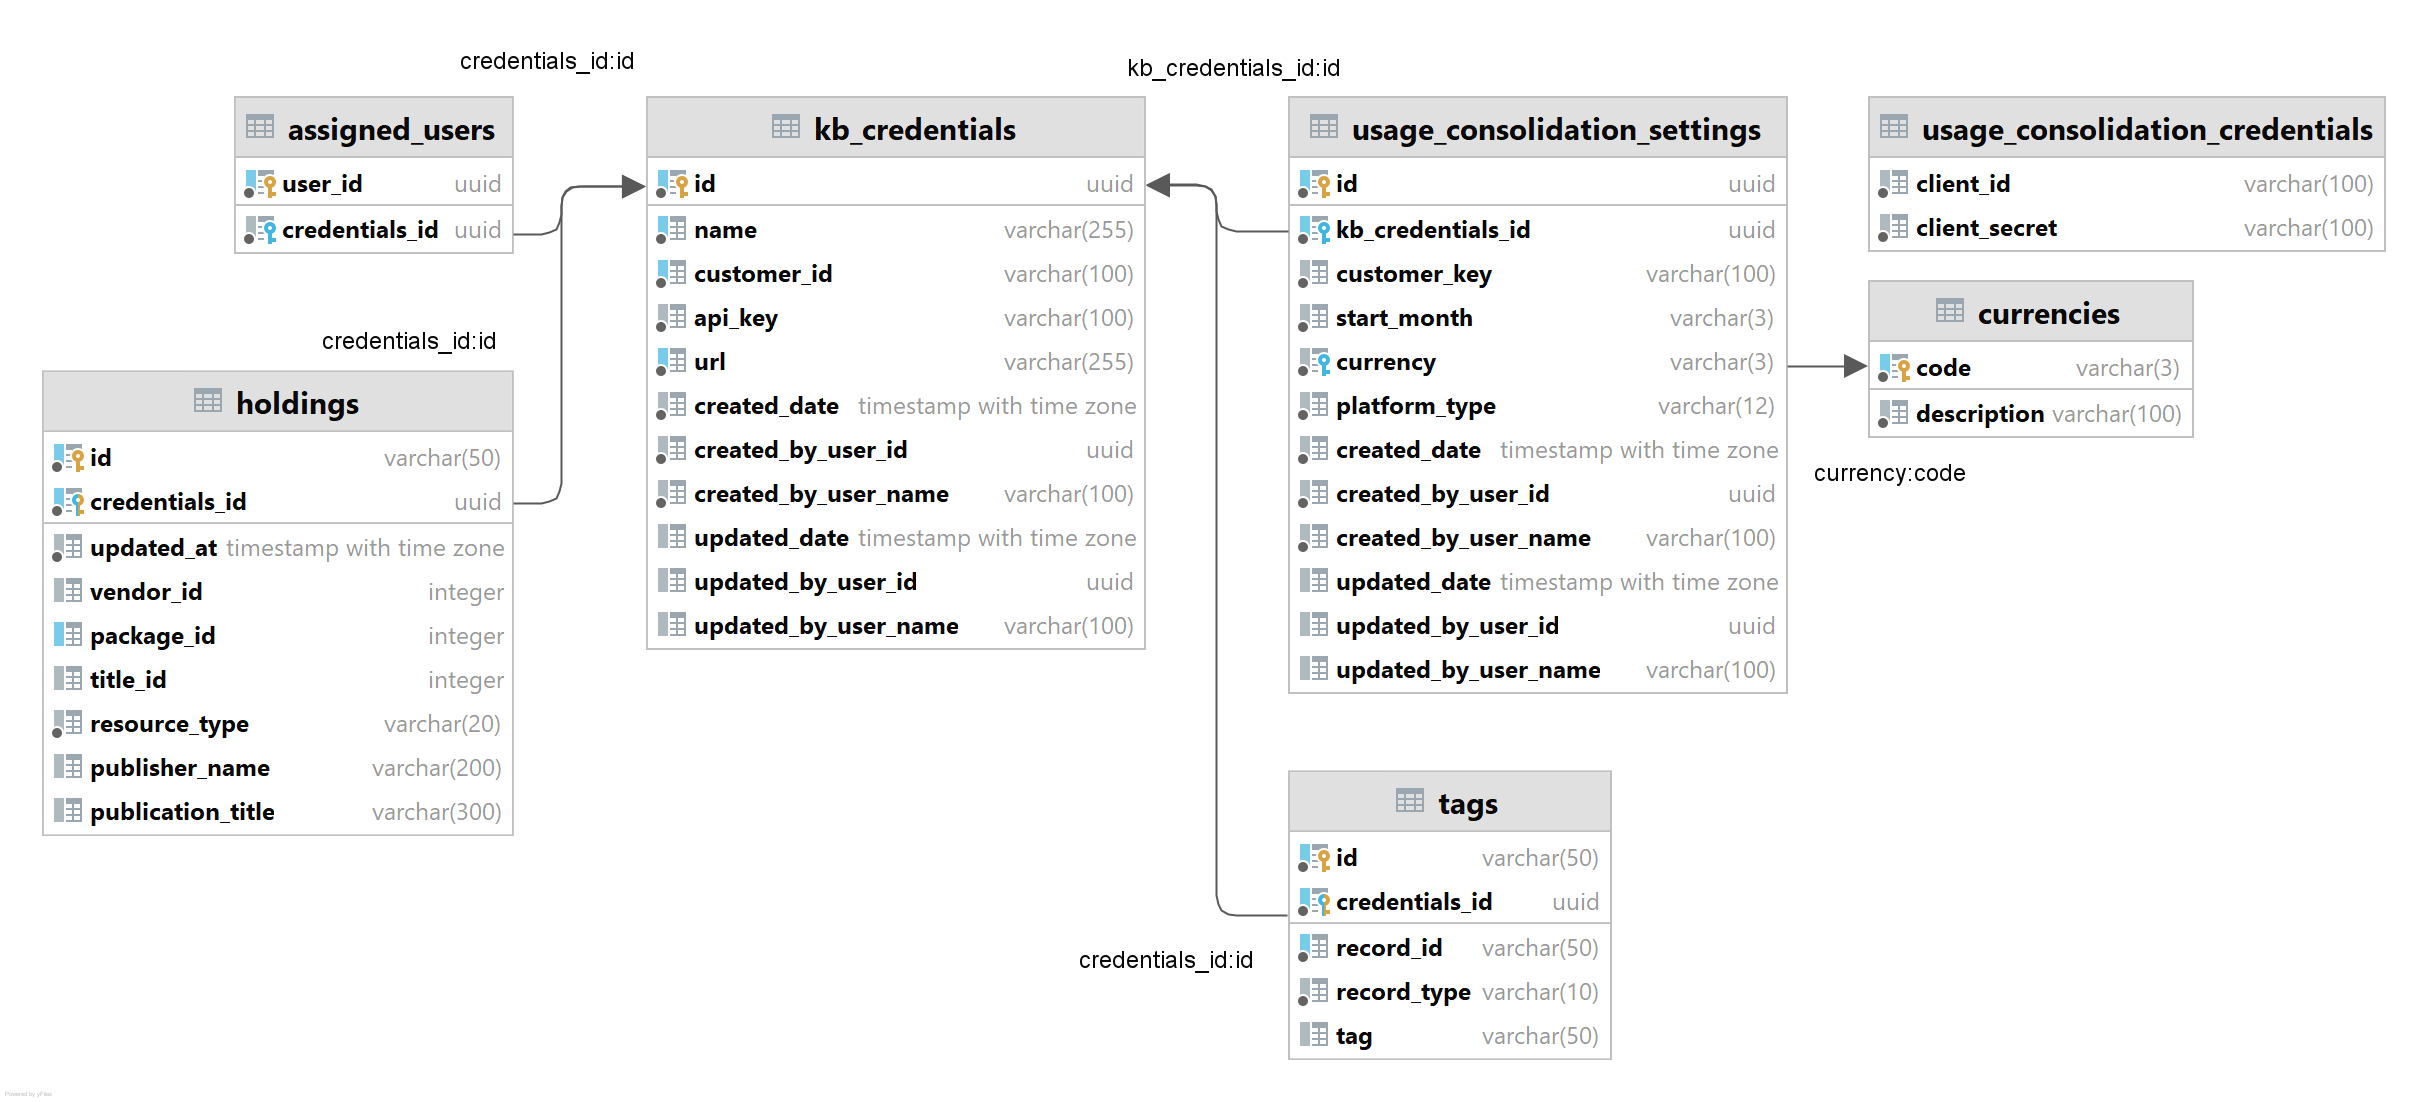 credentials_id:id
kb_credentials_id:id
assigned_users
user_id uuid
credentials_id uuid
kb_credentials
id uuid
name varchar(255)
customer_id varchar(100)
api_key varchar(100)
url varchar(255)
created_date timestamp with time zone
created_by_user_id uuid
created_by_user_name varchar(100)
updated_date timestamp with time zone
updated_by_user_id uuid
updated_by_user_name varchar(100)
usage_consolidation_settings
id uuid
kb_credentials_id uuid
customer_key varchar(100)
start_month varchar(3)
currency varchar(3)
platform_type varchar(12)
created_date timestamp with time zone
created_by_user_id uuid
created_by_user_name varchar(100)
updated_date timestamp with time zone
updated_by_user_id uuid
updated_by_user_name varchar(100)
usage_consolidation_credentials
client_id varchar(100)
client_secret varchar(100)
currencies
code varchar(3)
description varchar(100)
currency:code
credentials_id:id
holdings
id varchar(50)
credentials_id uuid
updated_at timestamp with time zone
vendor_id integer
package_id integer
title_id integer
resource_type varchar(20)
publisher_name varchar(200)
publication_title varchar(300)
tags
id varchar(50)
credentials_id uuid
record_id varchar(50)
record_type varchar(10)
tag varchar(50)
credentials_id:id
Powered by yFiles